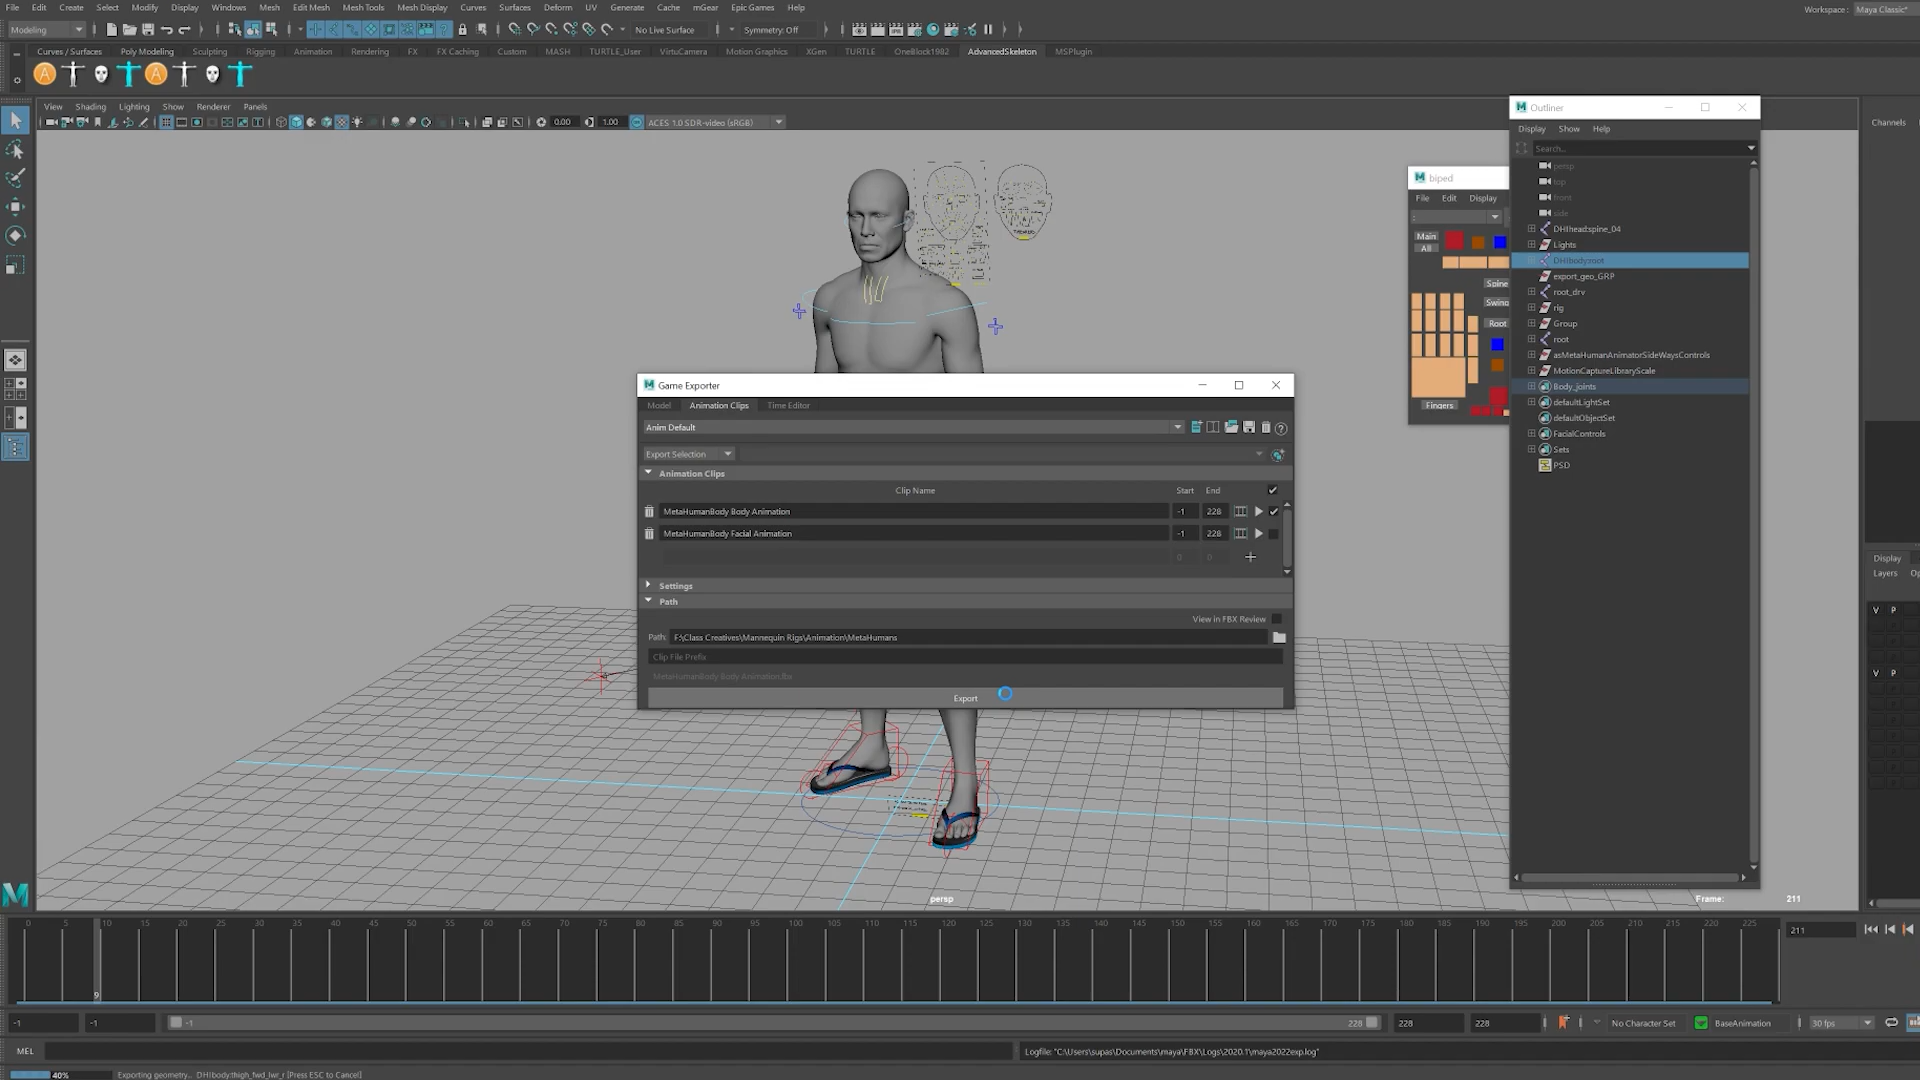 File Edit Create Select Modify Display Windows Mesh Edit Mesh Mesh Tools Mesh Display Curves Surfaces Deform UV Generate Cache mGear Epic Games Help
Workspace: Maya Classic*
Modeling
No Live Surface
Symmetry: Off
Curves / Surfaces Poly Modeling Sculpting Rigging Animation Rendering FX FX Caching Custom MASH TURTLE_User VirtuCamera Motion Graphics XGen TURTLE OneBlock1982 AdvancedSkeleton MSPlugin
View Shading Lighting Show Renderer Panels
0.00
1.00
ACES 1.0 SDR-video (sRGB)
Channels
Outliner
Display Show Help
Search...
persp
top
front
side
DHIhead:spine_04
Lights
DHIbody:root
export_geo_GRP
root_drv
rig
Group
root
asMetaHumanAnimatorSideWaysControls
MotionCaptureLibraryScale
Body_joints
defaultLightSet
defaultObjectSet
FacialControls
Sets
PSD
biped
File Edit Display
Main
All
Spine
Swing
Root
Fingers
Game Exporter
Model Animation Clips Time Editor
Anim Default
Export Selection
Animation Clips
Clip Name Start End
MetaHumanBody Body Animation -1 228
MetaHumanBody Facial Animation -1 228
0 0
Settings
Path
View in FBX Review
Path: F:\Class Creatives\Mannequin Rigs\Animation\MetaHumans
Clip File Prefix
MetaHumanBody Body Animation.fbx
Export
Display
Layers
V P
V P
persp
Frame: 211
0 5 10 15 20 25 30 35 40 45 50 55 60 65 70 75 80 85 90 95 100 105 110 115 120 125 130 135 140 145 150 155 160 165 170 175 180 185 190 195 200 205 210 215 220 225
211
9
-1 -1 -1 228 228 228 No Character Set BaseAnimation 30 fps
MEL
Logfile: "C:\Users\supas\Documents\maya\FBX\Logs\2020.1\maya2022exp.log"
40% Exporting geometry... DHIbody:thigh_fwd_lwr_r [Press ESC to Cancel]